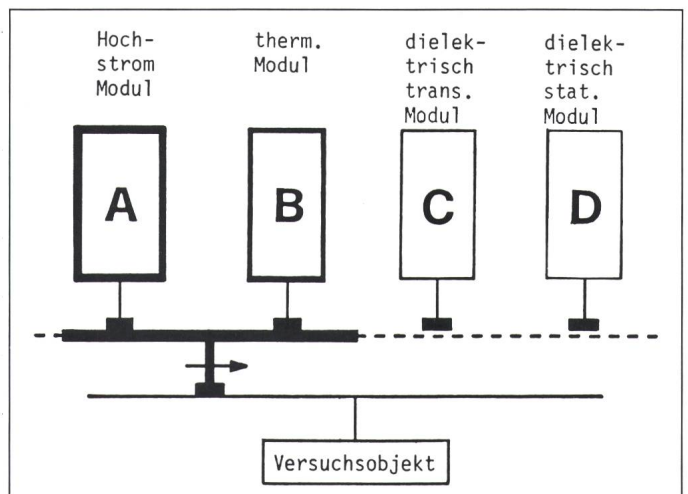 Hoch-
strom
Modul
therm.
Modul
dielek-
trisch
trans.
Modul
dielek-
trisch
stat.
Modul
A
B
C
D
Versuchsobjekt